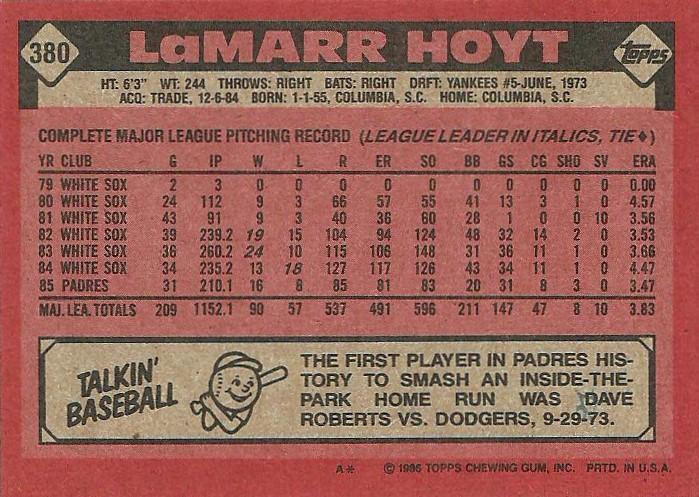 380 LaMARR HOYT topps
HT: 6'3" WT: 244 THROWS: RIGHT BATS: RIGHT DRFT: YANKEES #5-JUNE, 1973
ACQ: TRADE, 12-6-84 BORN: 1-1-55, COLUMBIA, S.C. HOME: COLUMBIA, S.C.
COMPLETE MAJOR LEAGUE PITCHING RECORD (LEAGUE LEADER IN ITALICS, TIE♦)
YR CLUB G IP W L R ER SO BB GS CG SHO SV ERA
79 WHITE SOX 2 3 0 0 0 0 0 0 0 0 0 0 0.00
80 WHITE SOX 24 112 9 3 66 57 55 41 13 3 1 0 4.57
81 WHITE SOX 43 91 9 3 40 36 60 28 1 0 0 10 3.56
82 WHITE SOX 39 239.2 19 15 104 94 124 48 32 14 2 0 3.53
83 WHITE SOX 36 260.2 24 10 115 106 148 31 36 11 1 0 3.66
84 WHITE SOX 34 235.2 13 18 127 117 126 43 34 11 1 0 4.47
85 PADRES 31 210.1 16 8 85 81 83 20 31 8 3 0 3.47
MAJ. LEA. TOTALS 209 1152.1 90 57 537 491 596 211 147 47 8 10 3.83
TALKIN'
BASEBALL
THE FIRST PLAYER IN PADRES HIS-
TORY TO SMASH AN INSIDE-THE-
PARK HOME RUN WAS DAVE
ROBERTS VS. DODGERS, 9-29-73.
A* © 1986 TOPPS CHEWING GUM, INC. PRTD. IN U.S.A.